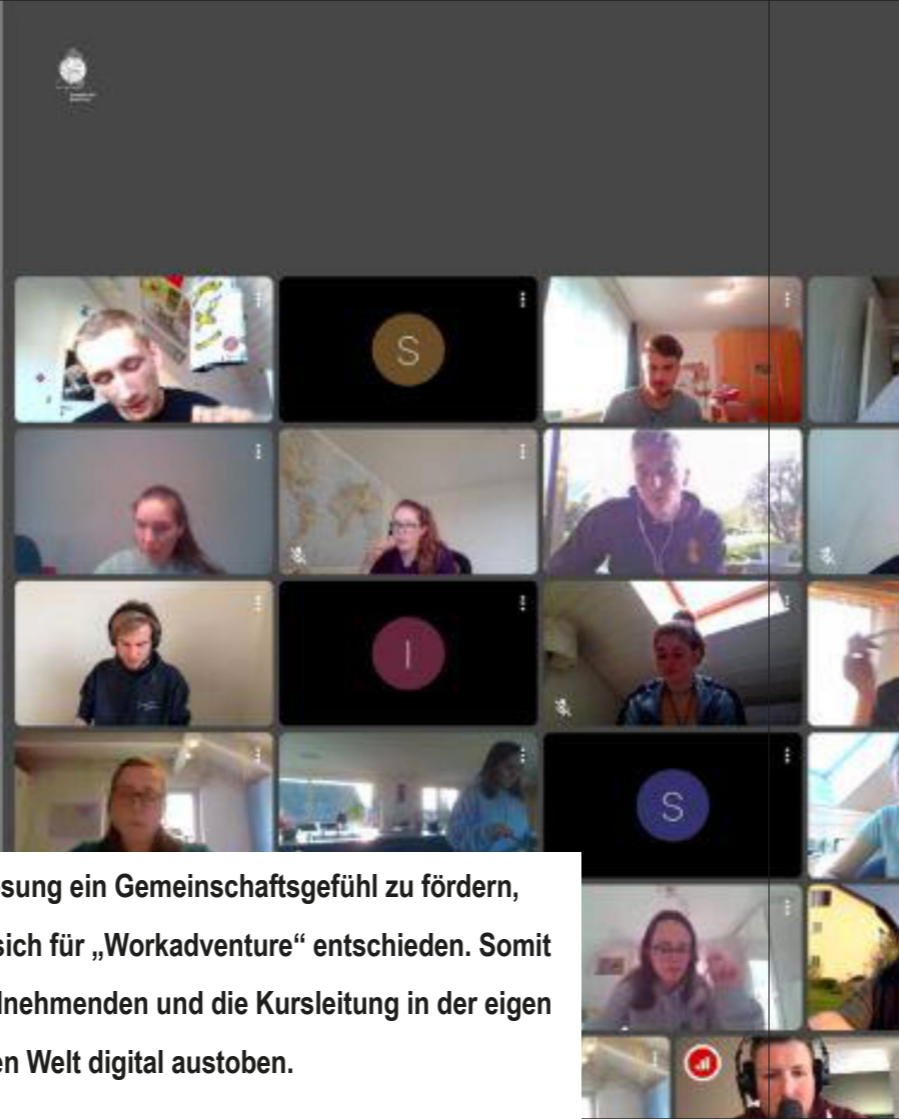 S
I
S
sung ein Gemeinschaftsgefühl zu fördern,
sich für „Workadventure“ entschieden. Somit
lnehmenden und die Kursleitung in der eigen
en Welt digital austoben.